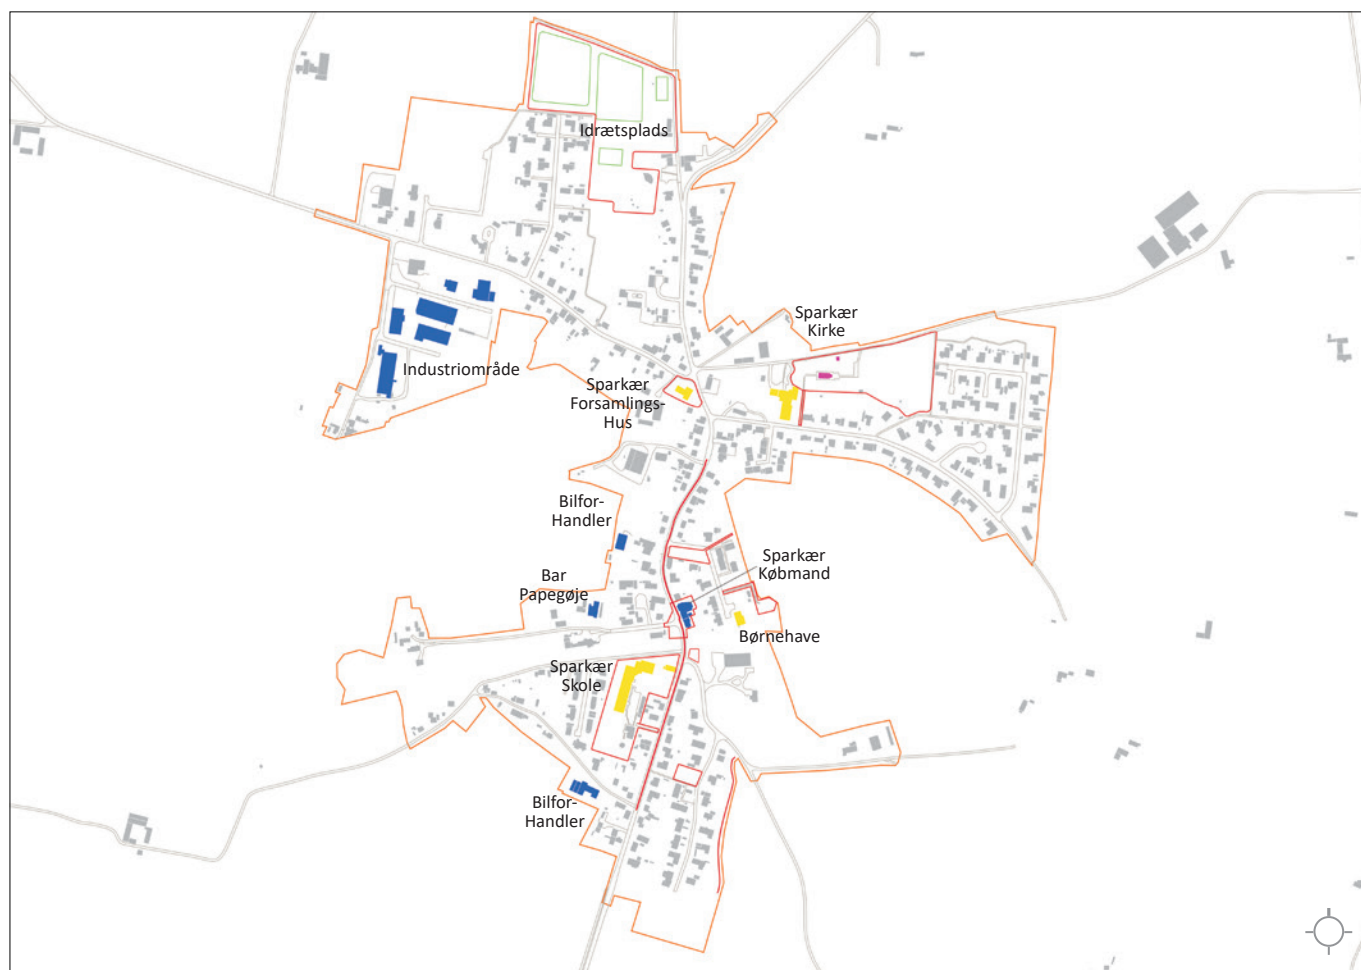 Idrætsplads
Sparkær
Kirke
Industriområde
Sparkær
Forsamlings-
Hus
Bilfor-
Handler
Sparkær
Købmand
Bar
Papegøje
Børnehave
Sparkær
Skole
Bilfor-
Handler